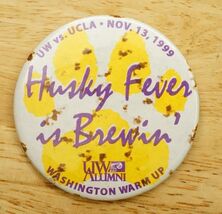 UW vs. UCLA • NOV. 13, 1999
Husky Fever
is Brewin'
UW
ALUMNI
WASHINGTON WARM UP